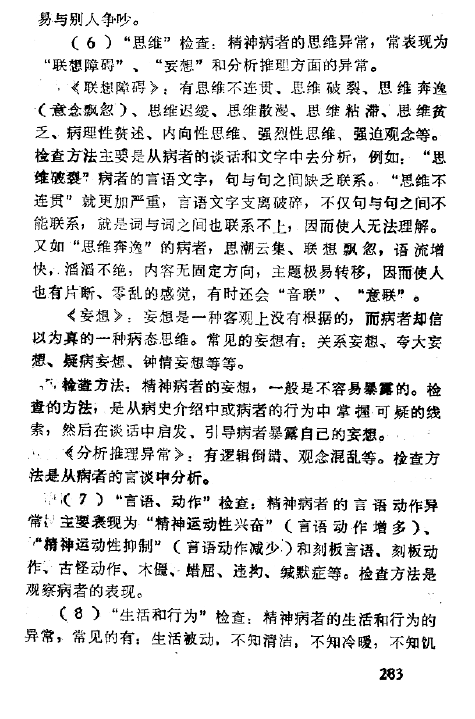 易与别人争吵。
(6)“思维”检查：精神病者的思维异常，常表现为
“联想障碍”、“妄想”和分析推理方面的异常。
《联想障碍》：有思维不连贯、思维破裂、思维奔逸
(意念飘忽)、思维迟缓、思维散漫、思维粘滞、思维贫
乏、病理性赘述、内向性思维、强烈性思维、强迫观念等。
检查方法主要是从病者的谈话和文字中去分析，例如：“思
维破裂”病者的言语文字，句与句之间缺乏联系。“思维不
连贯”就更加严重，言语文字支离破碎，不仅句与句之间不
能联系，就是词与词之间也联系不上，因而使人无法理解。
又如“思维奔逸”的病者，思潮云集、联想飘忽，语流增
快，滔滔不绝，内容无固定方向，主题极易转移，因而使人
也有片断、零乱的感觉，有时还会“音联”、“意联”。
《妄想》：妄想是一种客观上没有根据的，而病者却信
以为真的一种病态思维。常见的妄想有：关系妄想、夸大妄
想、疑病妄想、钟情妄想等等。
检查方法：精神病者的妄想，一般是不容易暴露的。检
查的方法，是从病史介绍中或病者的行为中掌握可疑的线
索，然后在谈话中启发、引导病者暴露自己的妄想。
《分析推理异常》：有逻辑倒错、观念混乱等。检查方
法是从病者的言谈中分析。
(7)“言语、动作”检查：精神病者的言语动作异
常，主要表现为“精神运动性兴奋”(言语动作增多)、
“精神运动性抑制”(言语动作减少)和刻板言语、刻板动
作、古怪动作、木僵、蜡屈、违拗、缄默症等。检查方法是
观察病者的表现。
(8)“生活和行为”检查：精神病者的生活和行为的
异常，常见的有：生活被动，不知清洁，不知冷暖，不知饥
283